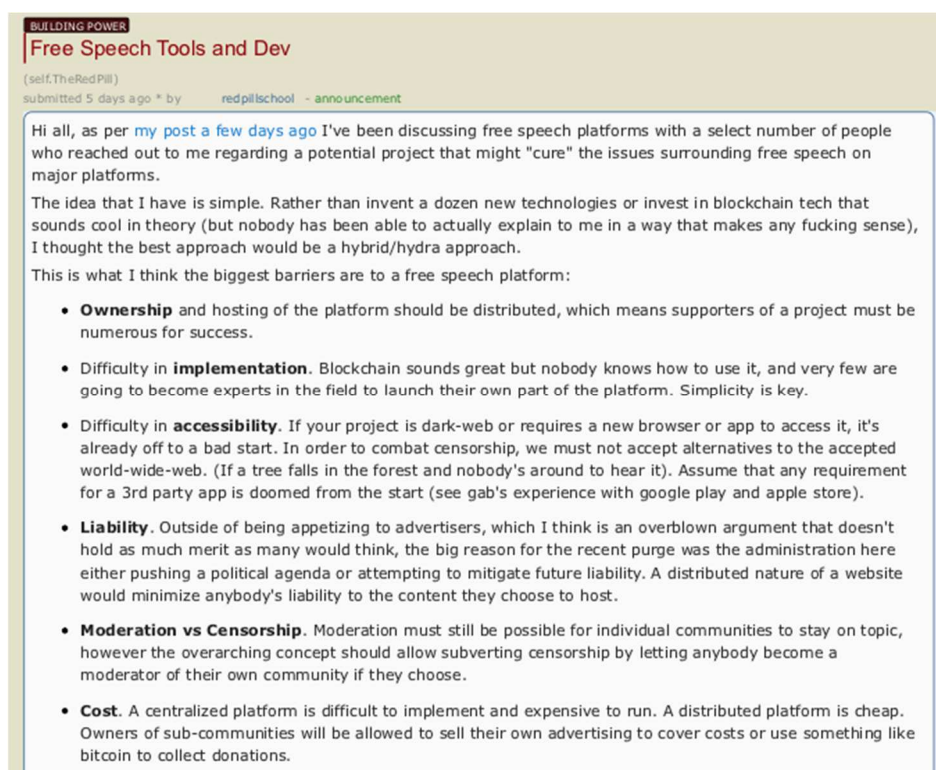 BUILDING POWER
Free Speech Tools and Dev
(self.TheRedPill)
submitted 5 days ago * by redpillschool - announcement
Hi all, as per my post a few days ago I've been discussing free speech platforms with a select number of people
who reached out to me regarding a potential project that might "cure" the issues surrounding free speech on
major platforms.
The idea that I have is simple. Rather than invent a dozen new technologies or invest in blockchain tech that
sounds cool in theory (but nobody has been able to actually explain to me in a way that makes any fucking sense),
I thought the best approach would be a hybrid/hydra approach.
This is what I think the biggest barriers are to a free speech platform:
• Ownership and hosting of the platform should be distributed, which means supporters of a project must be
numerous for success.
• Difficulty in implementation. Blockchain sounds great but nobody knows how to use it, and very few are
going to become experts in the field to launch their own part of the platform. Simplicity is key.
• Difficulty in accessibility. If your project is dark-web or requires a new browser or app to access it, it's
already off to a bad start. In order to combat censorship, we must not accept alternatives to the accepted
world-wide-web. (If a tree falls in the forest and nobody's around to hear it). Assume that any requirement
for a 3rd party app is doomed from the start (see gab's experience with google play and apple store).
• Liability. Outside of being appetizing to advertisers, which I think is an overblown argument that doesn't
hold as much merit as many would think, the big reason for the recent purge was the administration here
either pushing a political agenda or attempting to mitigate future liability. A distributed nature of a website
would minimize anybody's liability to the content they choose to host.
• Moderation vs Censorship. Moderation must still be possible for individual communities to stay on topic,
however the overarching concept should allow subverting censorship by letting anybody become a
moderator of their own community if they choose.
• Cost. A centralized platform is difficult to implement and expensive to run. A distributed platform is cheap.
Owners of sub-communities will be allowed to sell their own advertising to cover costs or use something like
bitcoin to collect donations.